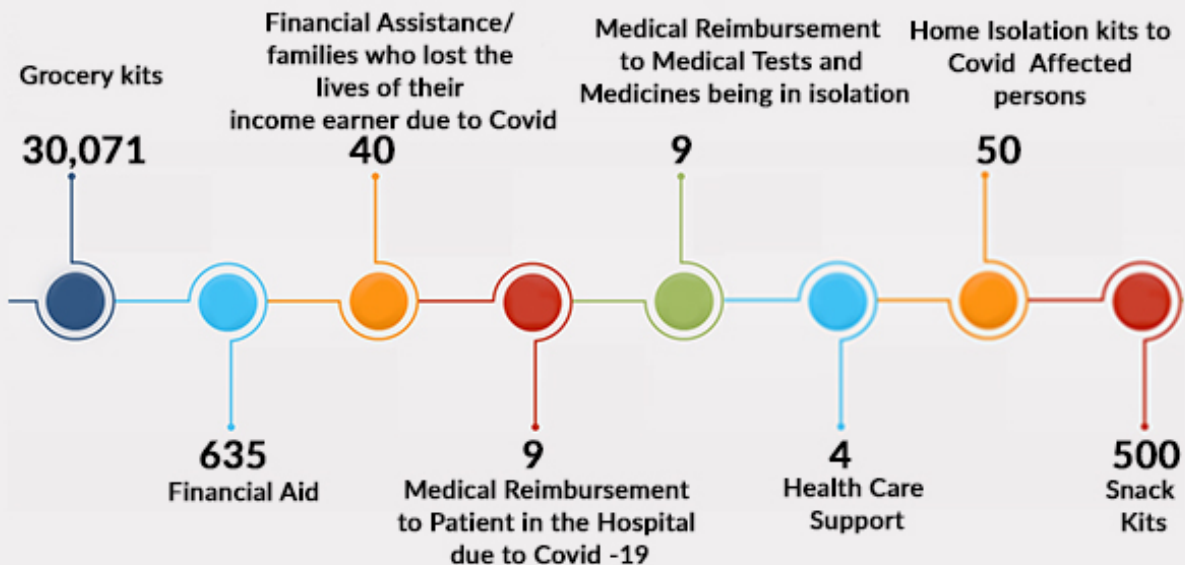 Grocery kits
30,071
Financial Assistance/
families who lost the
lives of their
income earner due to Covid
40
Medical Reimbursement
to Medical Tests and
Medicines being in isolation
9
Home Isolation kits to
Covid Affected
persons
50
635
Financial Aid
9
Medical Reimbursement
to Patient in the Hospital
due to Covid -19
4
Health Care
Support
500
Snack
Kits